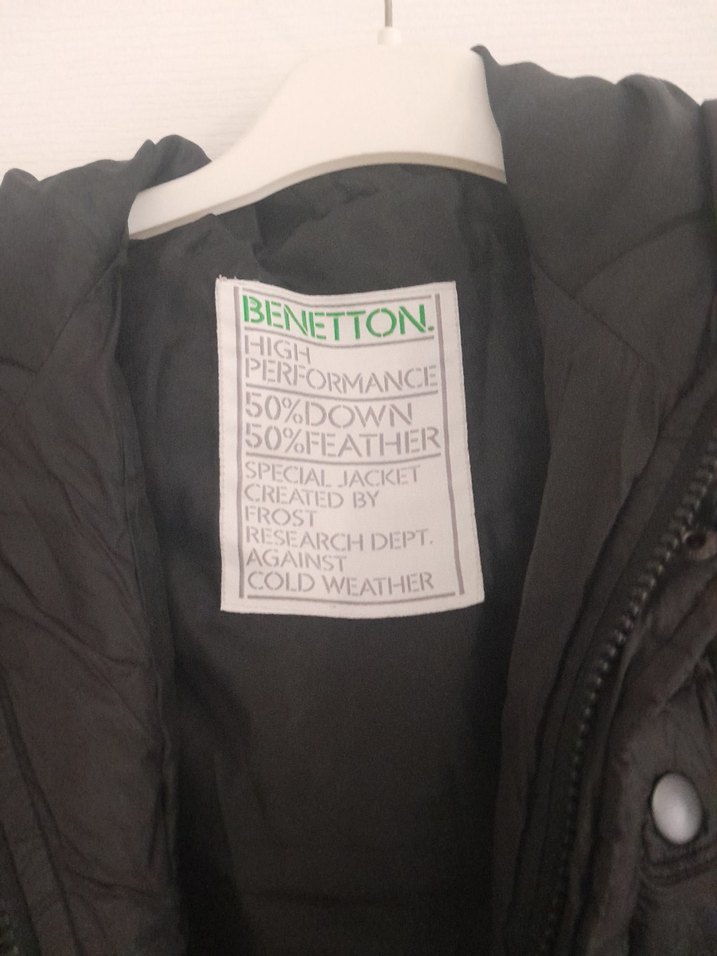 BENETTON.
HIGH
PERFORMANCE
50%DOWN
50%FEATHER
SPECIAL JACKET
CREATED BY
FROST
RESEARCH DEPT.
AGAINST
COLD WEATHER